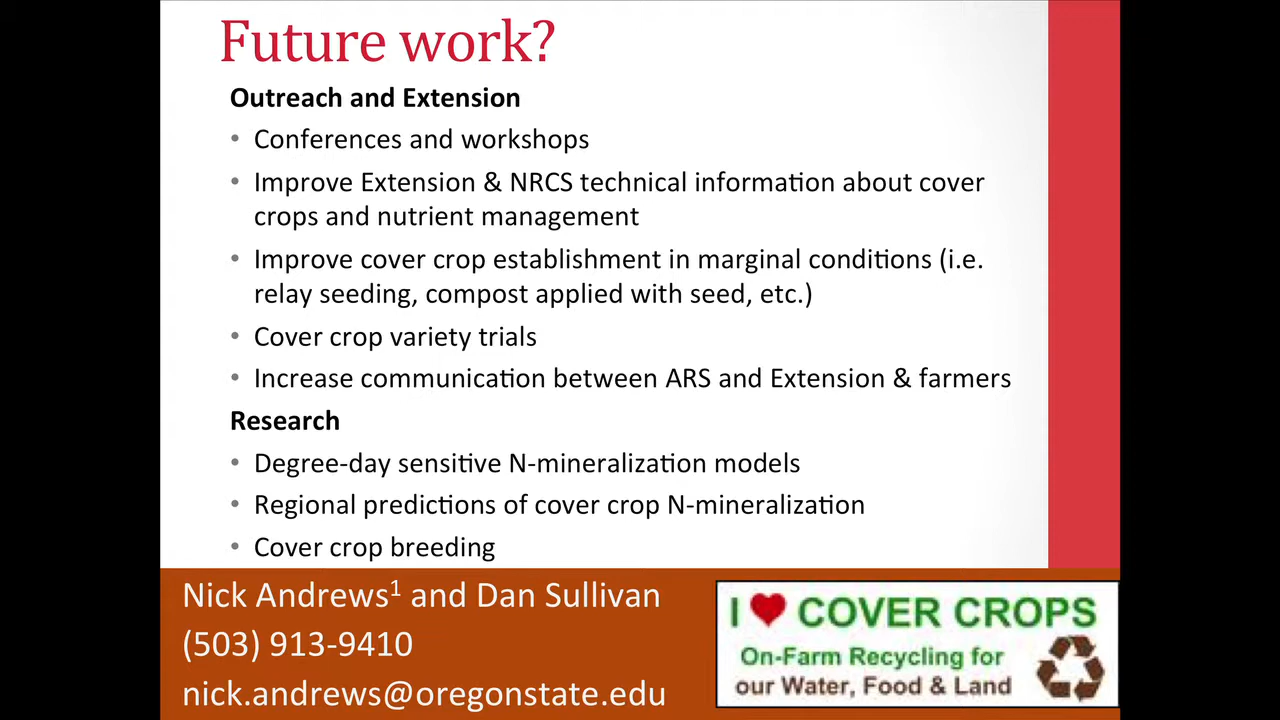 Future work?
Outreach and Extension
• Conferences and workshops
• Improve Extension & NRCS technical information about cover
crops and nutrient management
• Improve cover crop establishment in marginal conditions (i.e.
relay seeding, compost applied with seed, etc.)
• Cover crop variety trials
• Increase communication between ARS and Extension & farmers
Research
• Degree-day sensitive N-mineralization models
• Regional predictions of cover crop N-mineralization
• Cover crop breeding
Nick Andrews¹ and Dan Sullivan
(503) 913-9410
nick.andrews@oregonstate.edu
I ❤ COVER CROPS
On-Farm Recycling for
our Water, Food & Land